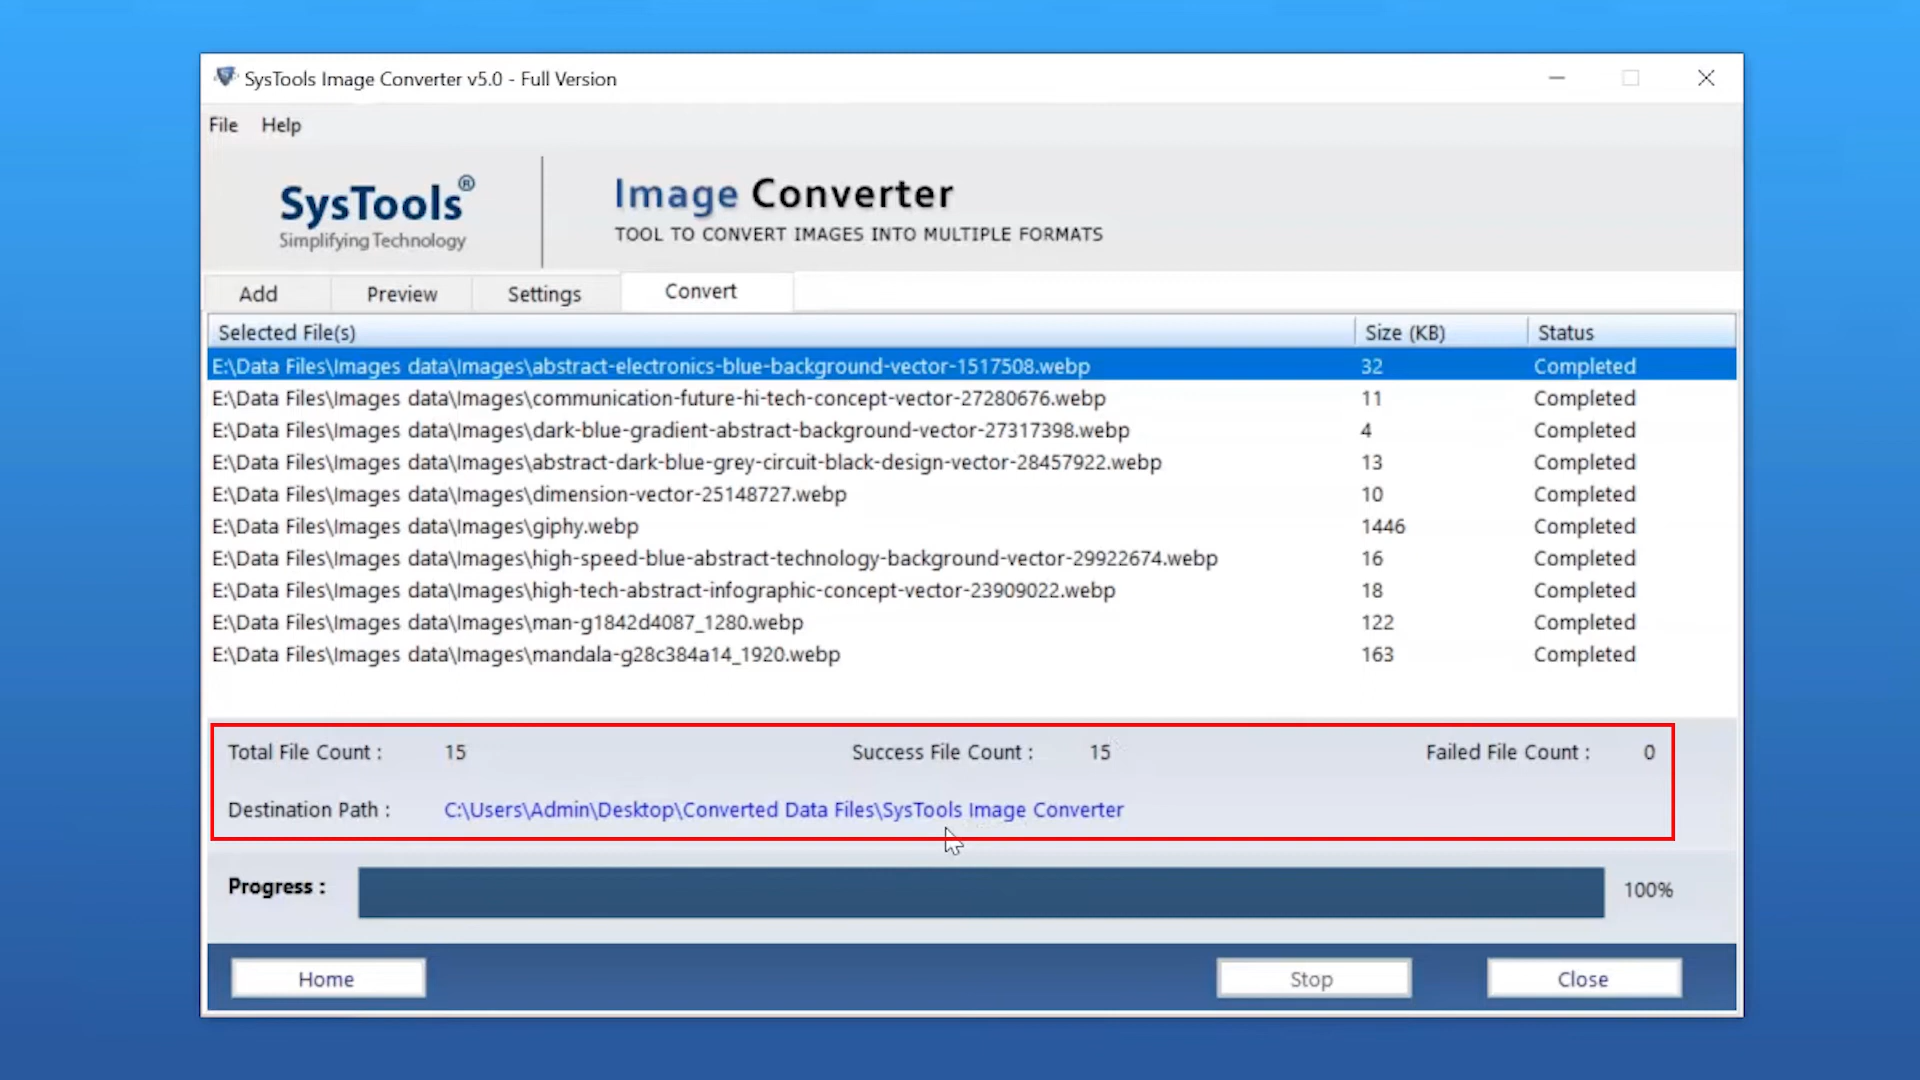 SysTools Image Converter v5.0 - Full Version
File Help
SysTools®
Simplifying Technology
Image Converter
TOOL TO CONVERT IMAGES INTO MULTIPLE FORMATS
Add Preview Settings Convert
Selected File(s) Size (KB) Status
E:\Data Files\Images data\Images\abstract-electronics-blue-background-vector-1517508.webp 32 Completed
E:\Data Files\Images data\Images\communication-future-hi-tech-concept-vector-27280676.webp 11 Completed
E:\Data Files\Images data\Images\dark-blue-gradient-abstract-background-vector-27317398.webp 4 Completed
E:\Data Files\Images data\Images\abstract-dark-blue-grey-circuit-black-design-vector-28457922.webp 13 Completed
E:\Data Files\Images data\Images\dimension-vector-25148727.webp 10 Completed
E:\Data Files\Images data\Images\giphy.webp 1446 Completed
E:\Data Files\Images data\Images\high-speed-blue-abstract-technology-background-vector-29922674.webp 16 Completed
E:\Data Files\Images data\Images\high-tech-abstract-infographic-concept-vector-23909022.webp 18 Completed
E:\Data Files\Images data\Images\man-g1842d4087_1280.webp 122 Completed
E:\Data Files\Images data\Images\mandala-g28c384a14_1920.webp 163 Completed
Total File Count : 15 Success File Count : 15 Failed File Count : 0
Destination Path : C:\Users\Admin\Desktop\Converted Data Files\SysTools Image Converter
Progress : 100%
Home Stop Close